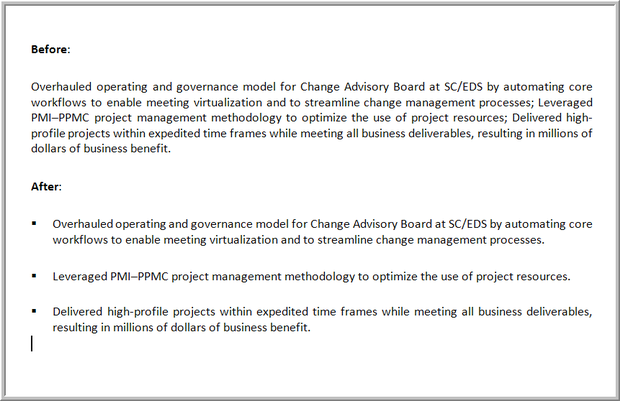 Before:
Overhauled operating and governance model for Change Advisory Board at SC/EDS by automating core
workflows to enable meeting virtualization and to streamline change management processes; Leveraged
PMI–PPMC project management methodology to optimize the use of project resources; Delivered high-
profile projects within expedited time frames while meeting all business deliverables, resulting in millions of
dollars of business benefit.
After:
▪ Overhauled operating and governance model for Change Advisory Board at SC/EDS by automating core
workflows to enable meeting virtualization and to streamline change management processes.
▪ Leveraged PMI–PPMC project management methodology to optimize the use of project resources.
▪ Delivered high-profile projects within expedited time frames while meeting all business deliverables,
resulting in millions of dollars of business benefit.